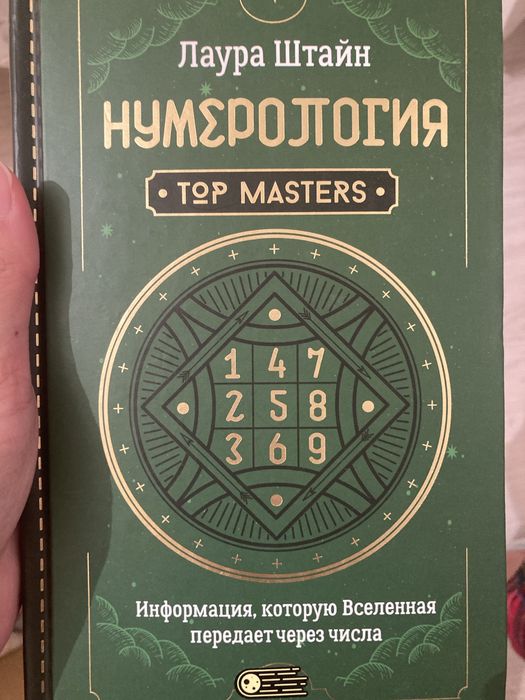 Лаура Штайн
НУМЕРОЛОГИЯ
TOP MASTERS
1 4 7
2 5 8
3 6 9
Информация, которую Вселенная
передает через числа